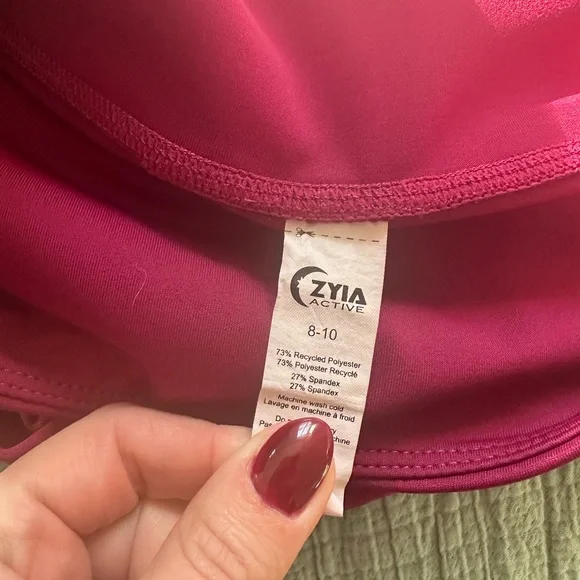 ZYIA
ACTIVE
8-10
73% Recycled Polyester
73% Polyester Recyclé
27% Spandex
27% Spandex
Machine wash cold
Lavage en machine à froid
Do